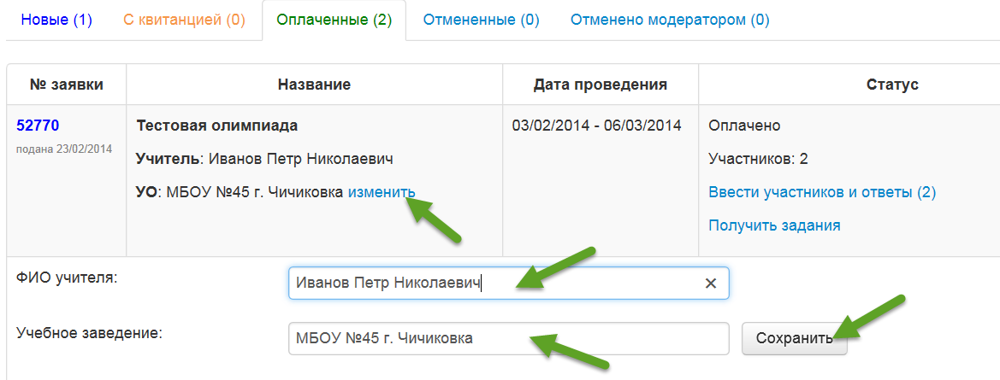 Новые (1) С квитанцией (0) Оплаченные (2) Отмененные (0) Отменено модератором (0)
№ заявки Название Дата проведения Статус
52770 Тестовая олимпиада 03/02/2014 - 06/03/2014 Оплачено
подана 23/02/2014
Учитель: Иванов Петр Николаевич Участников: 2
УО: МБОУ №45 г. Чичиковка изменить Ввести участников и ответы (2)
Получить задания
ФИО учителя: Иванов Петр Николаевич ×
Учебное заведение: МБОУ №45 г. Чичиковка Сохранить